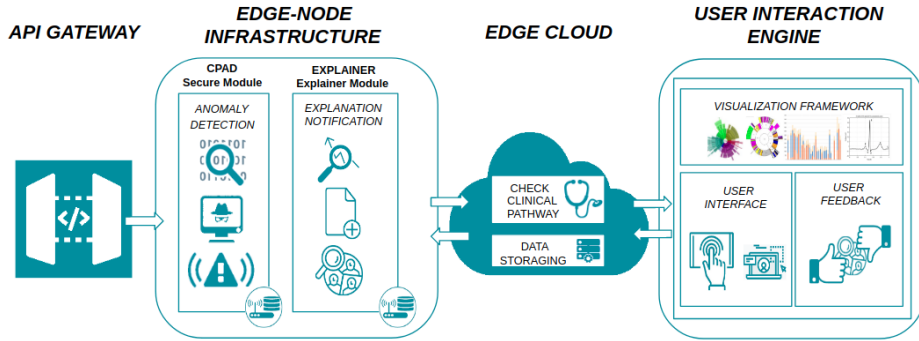 API GATEWAY
EDGE-NODE
INFRASTRUCTURE
EDGE CLOUD
USER INTERACTION
ENGINE
CPAD
Secure Module
EXPLAINER
Explainer Module
ANOMALY
DETECTION
EXPLANATION
NOTIFICATION
</>
CHECK
CLINICAL
PATHWAY
DATA
STORAGING
VISUALIZATION FRAMEWORK
USER
INTERFACE
USER
FEEDBACK